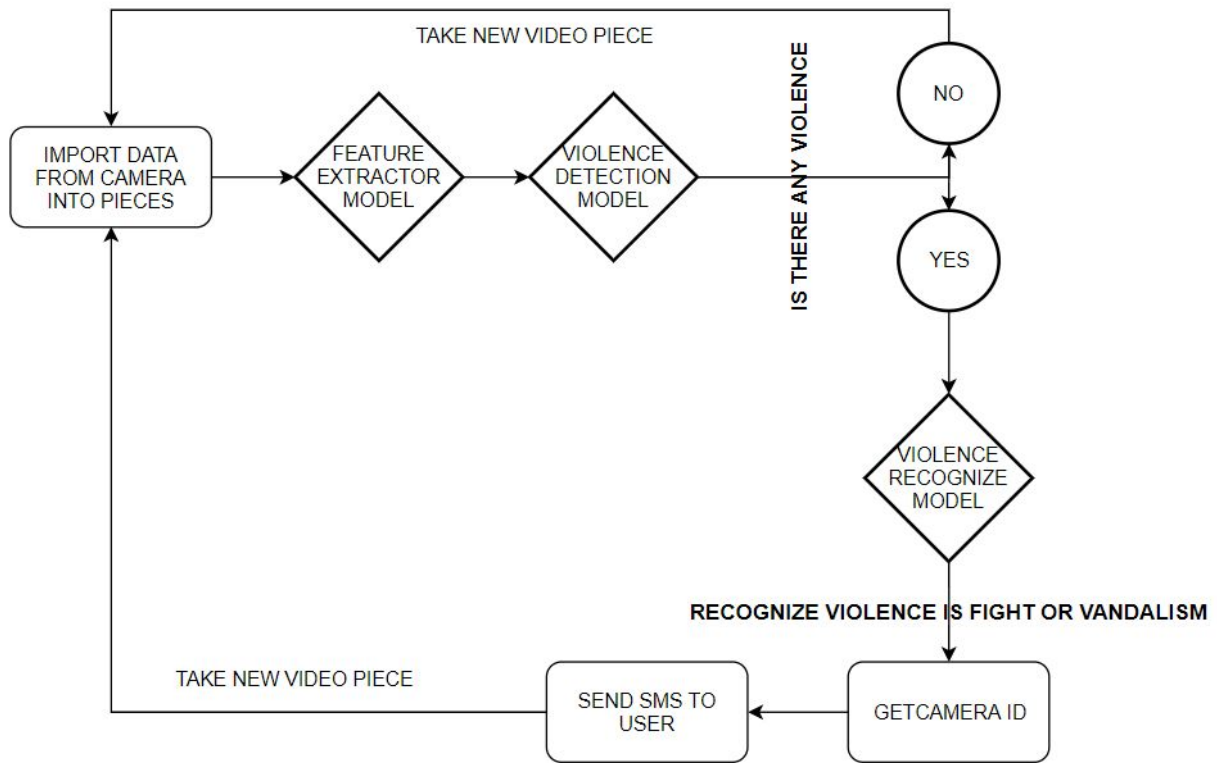 TAKE NEW VIDEO PIECE
NO
IMPORT DATA
FROM CAMERA
INTO PIECES
FEATURE
EXTRACTOR
MODEL
VIOLENCE
DETECTION
MODEL
IS THERE ANY VIOLENCE
YES
VIOLENCE
RECOGNIZE
MODEL
RECOGNIZE VIOLENCE IS FIGHT OR VANDALISM
TAKE NEW VIDEO PIECE
SEND SMS TO
USER
GETCAMERA ID